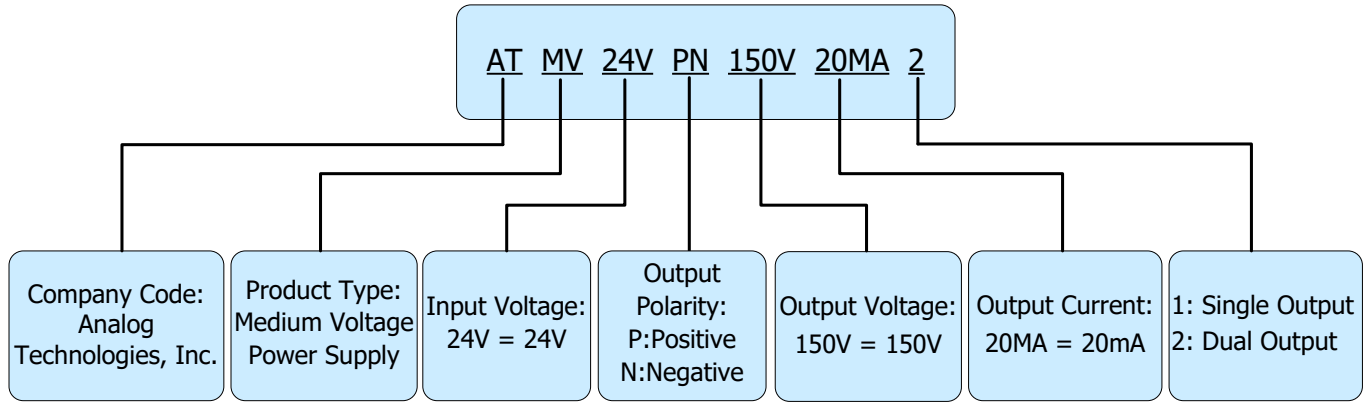 AT MV 24V PN 150V 20MA 2
Company Code:
Analog
Technologies, Inc.
Product Type:
Medium Voltage
Power Supply
Input Voltage:
24V = 24V
Output
Polarity:
P:Positive
N:Negative
Output Voltage:
150V = 150V
Output Current:
20MA = 20mA
1: Single Output
2: Dual Output